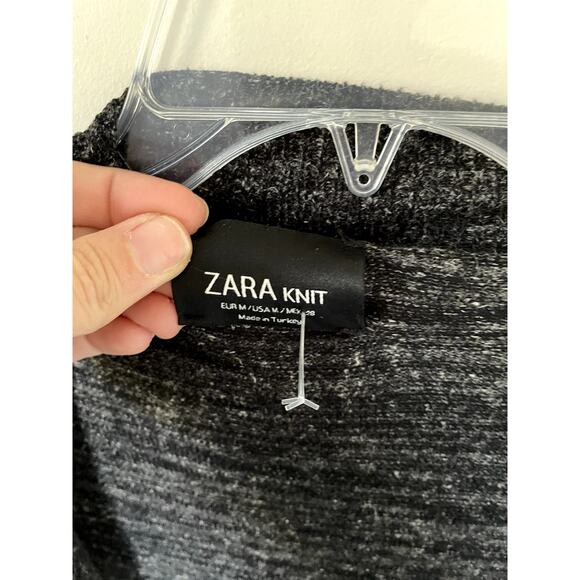 ZARA KNIT
EUR M / USA M / MEX 28
Made in Turkey